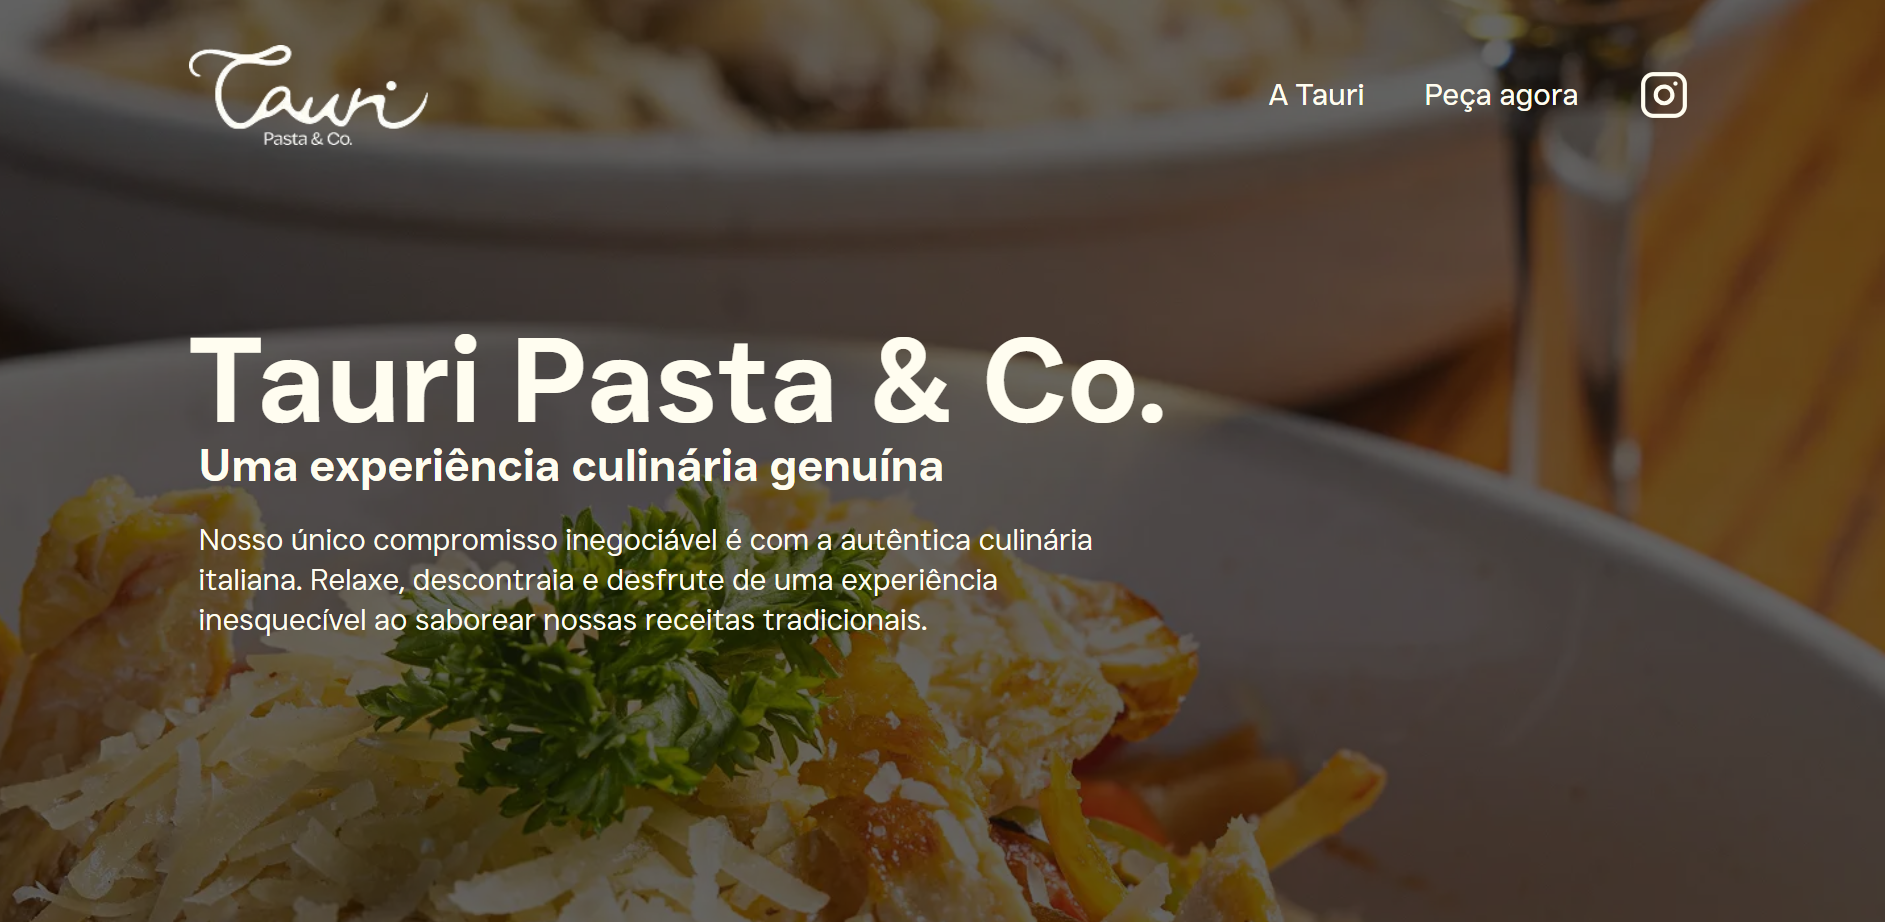 Tauri
Pasta & Co.
A Tauri
Peça agora
Tauri Pasta & Co.
Uma experiência culinária genuína
Nosso único compromisso inegociável é com a autêntica culinária
italiana. Relaxe, descontraia e desfrute de uma experiência
inesquecível ao saborear nossas receitas tradicionais.